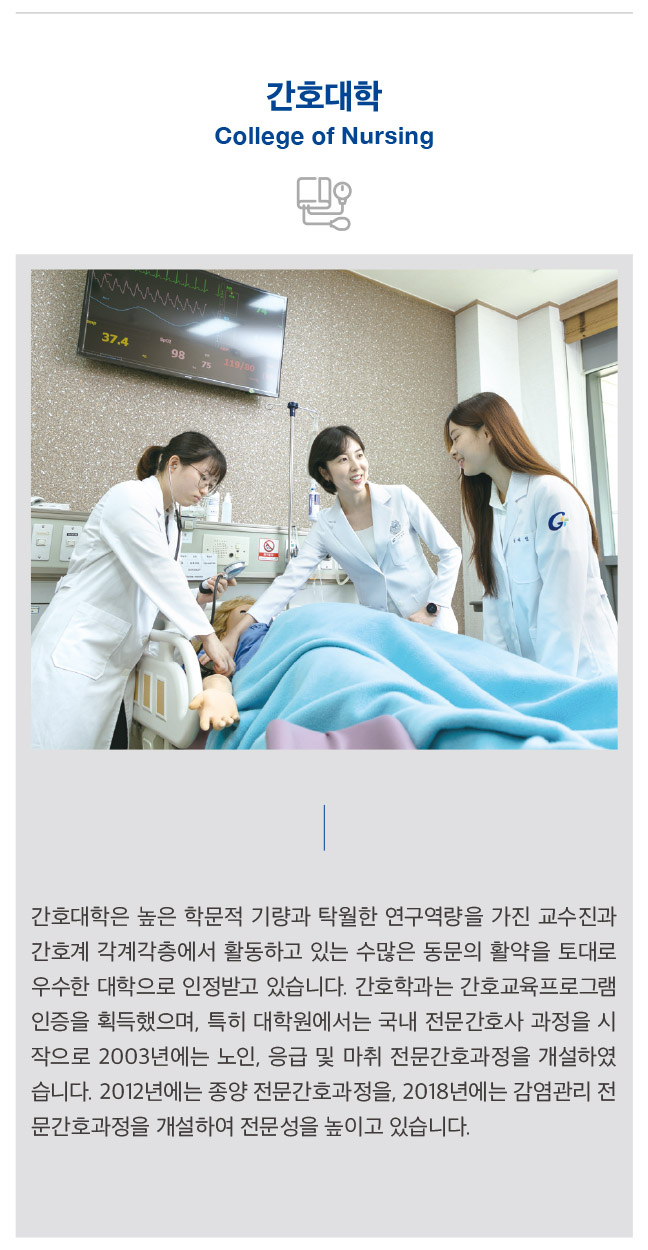 간호대학
College of Nursing
37.4
98
75
119/80
74
G
간호대학은 높은 학문적 기량과 탁월한 연구역량을 가진 교수진과
간호계 각계각층에서 활동하고 있는 수많은 동문의 활약을 토대로
우수한 대학으로 인정받고 있습니다. 간호학과는 간호교육프로그램
인증을 획득했으며, 특히 대학원에서는 국내 전문간호사 과정을 시
작으로 2003년에는 노인, 응급 및 마취 전문간호과정을 개설하였
습니다. 2012년에는 종양 전문간호과정을, 2018년에는 감염관리 전
문간호과정을 개설하여 전문성을 높이고 있습니다.